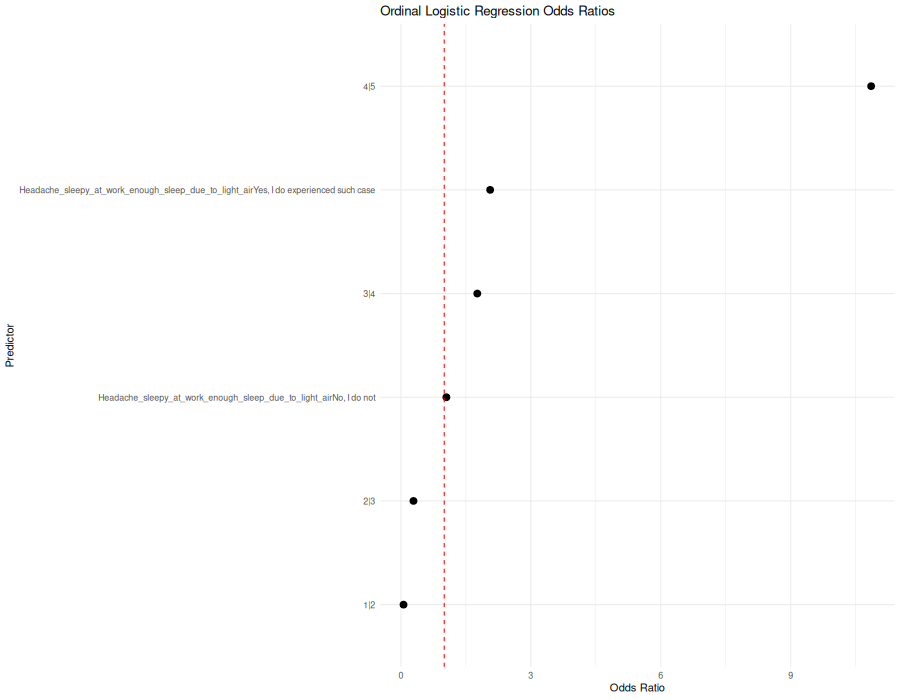 Ordinal Logistic Regression Odds Ratios
4|5
Headache_sleepy_at_work_enough_sleep_due_to_light_airYes, I do experienced such case
3|4
Predictor
Headache_sleepy_at_work_enough_sleep_due_to_light_airNo, I do not
2|3
1|2
0 3 6 9
Odds Ratio